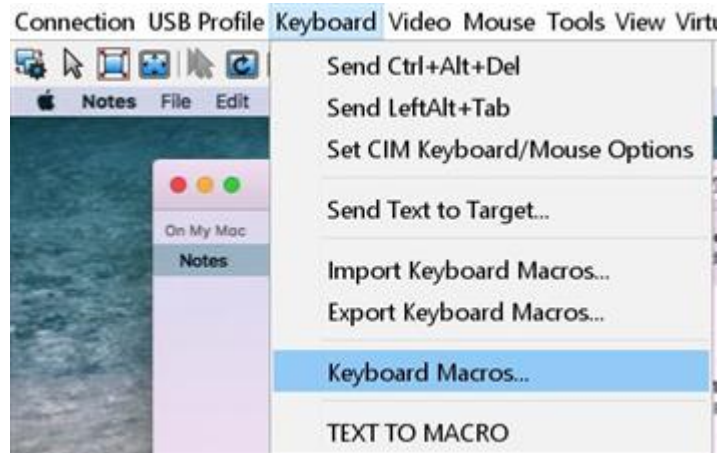 Connection USB Profile Keyboard Video Mouse Tools View Virtu
Notes File Edit
Send Ctrl+Alt+Del
Send LeftAlt+Tab
Set CIM Keyboard/Mouse Options
Send Text to Target...
Import Keyboard Macros...
Export Keyboard Macros...
Keyboard Macros...
TEXT TO MACRO
On My Mac
Notes